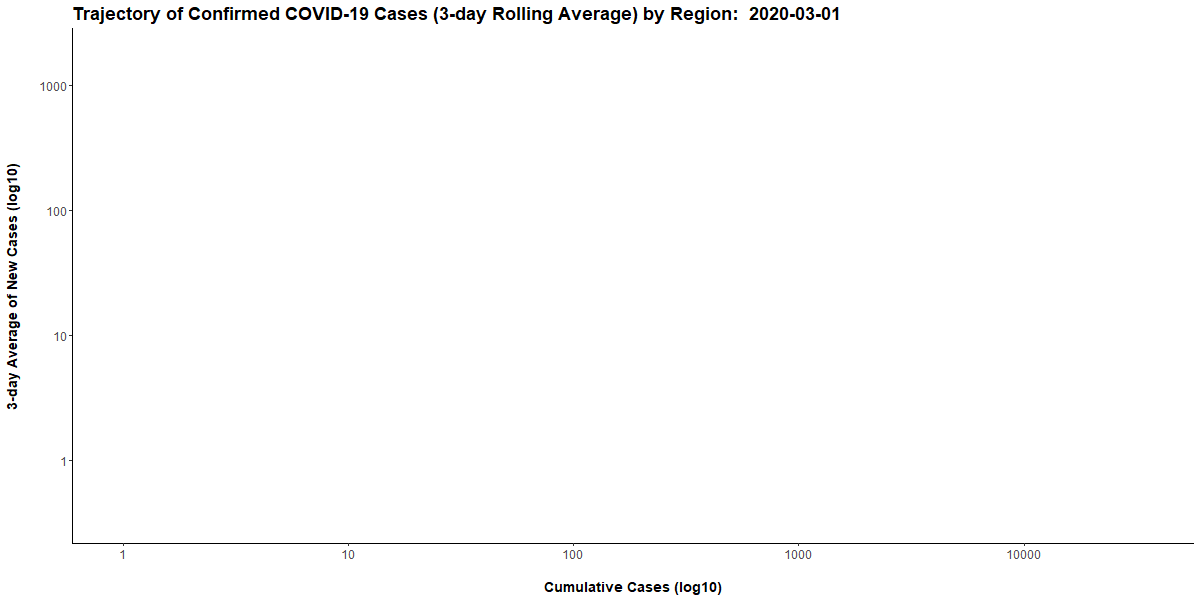 Trajectory of Confirmed COVID-19 Cases (3-day Rolling Average) by Region:  2020-03-01
3-day Average of New Cases (log10)
1000
100
10
1
1 10 100 1000 10000
Cumulative Cases (log10)